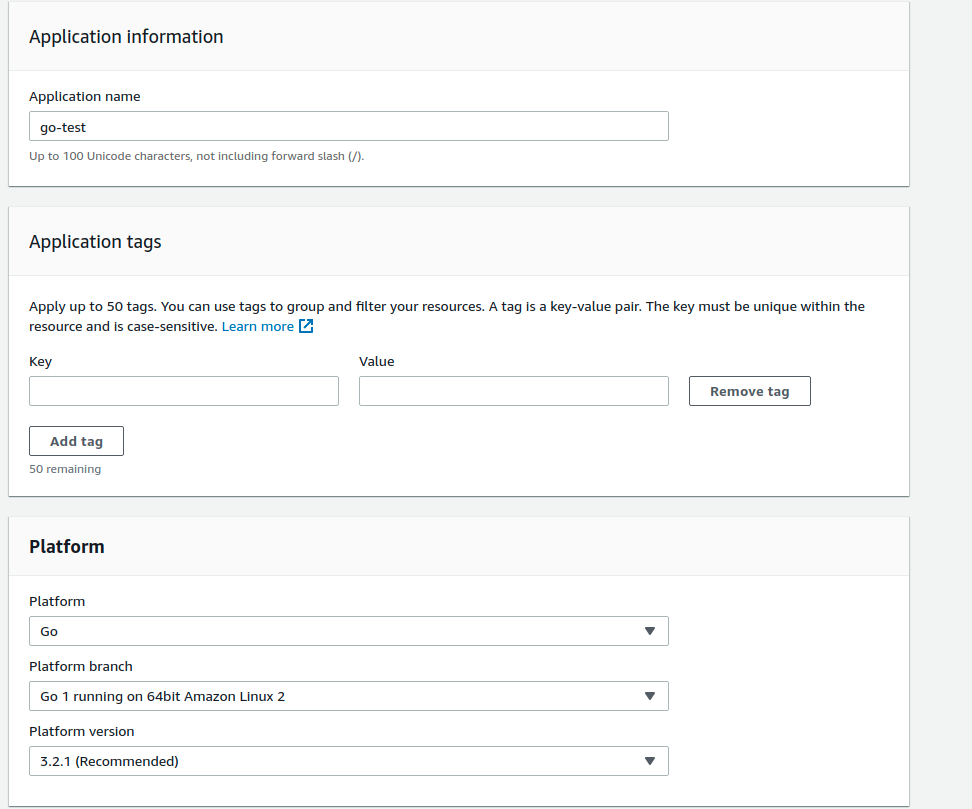 Application information
Application name
go-test
Up to 100 Unicode characters, not including forward slash (/).
Application tags
Apply up to 50 tags. You can use tags to group and filter your resources. A tag is a key-value pair. The key must be unique within the
resource and is case-sensitive. Learn more
Key Value
Remove tag
Add tag
50 remaining
Platform
Platform
Go
Platform branch
Go 1 running on 64bit Amazon Linux 2
Platform version
3.2.1 (Recommended)